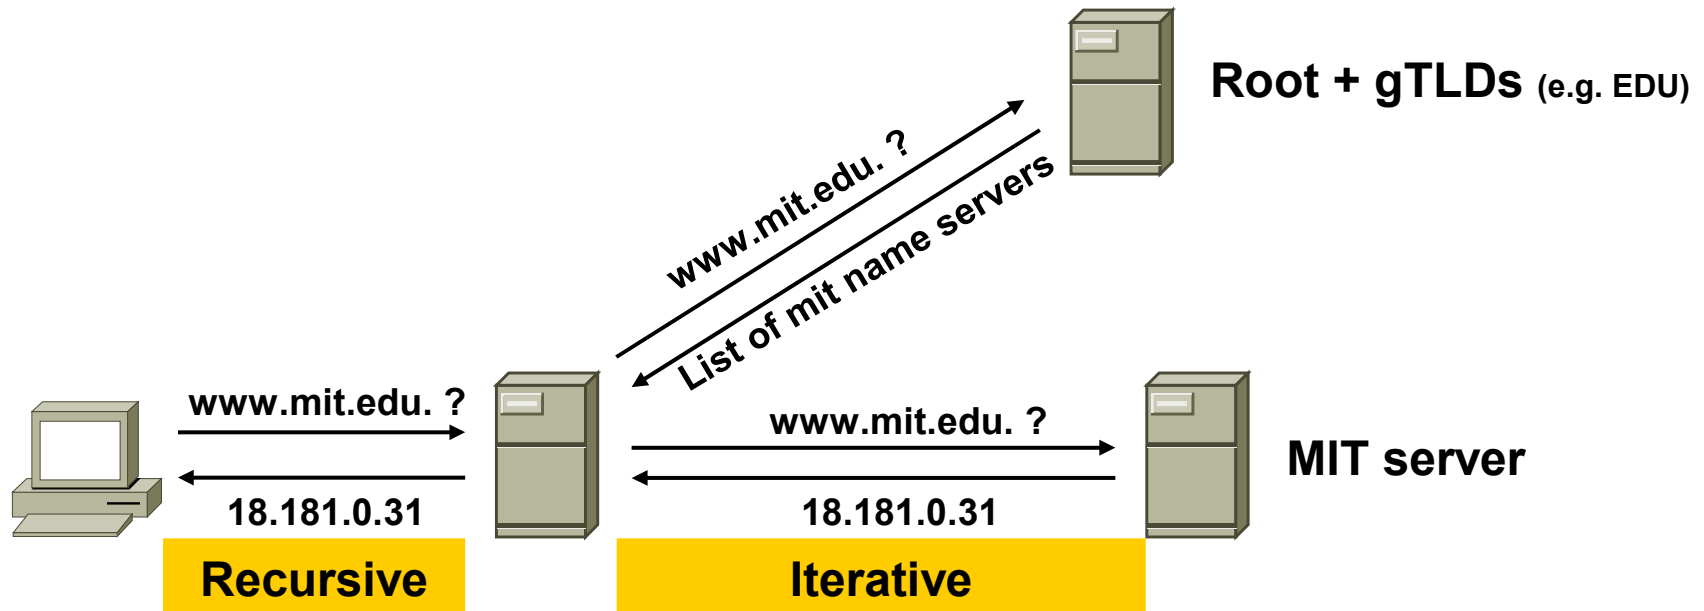 Root + gTLDs (e.g. EDU)
www.mit.edu. ?
List of mit name servers
www.mit.edu. ?
18.181.0.31
www.mit.edu. ?
18.181.0.31
MIT server
Recursive
Iterative